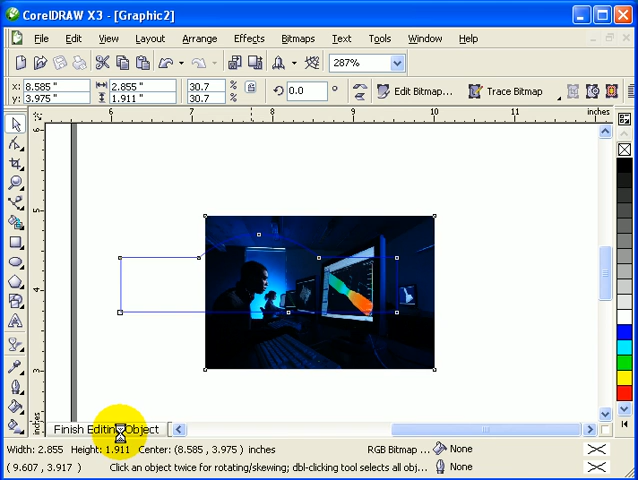 CorelDRAW X3 - [Graphic2]
File Edit View Layout Arrange Effects Bitmaps Text Tools Window Help
287%
x: 8.585 " 2.855 " 30.7 % 0.0 ° Edit Bitmap... Trace Bitmap
y: 3.975 " 1.911 " 30.7 %
6 7 8 9 10 11 inches
6
5
4
3
inches
Finish Editing Object
Width: 2.855 Height: 1.911 Center: (8.585 , 3.975 ) inches RGB Bitmap ... None
( 9.607 , 3.917 ) Click an object twice for rotating/skewing; dbl-clicking tool selects all obj... None